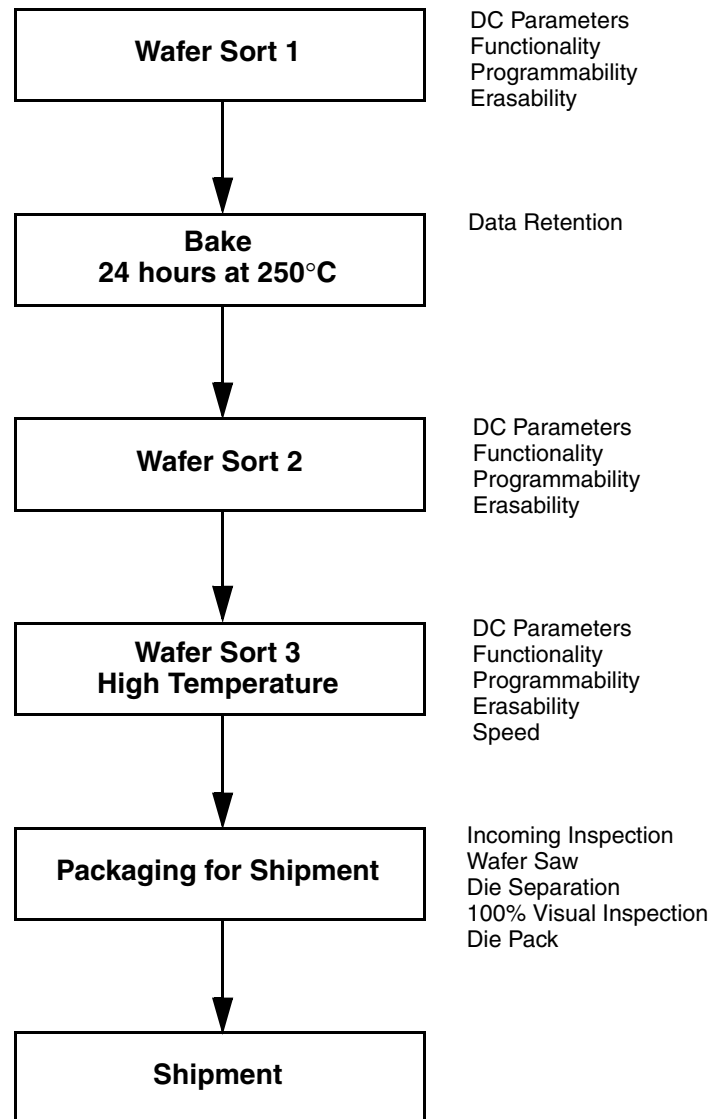 Wafer Sort 1
DC Parameters
Functionality
Programmability
Erasability
Bake
24 hours at 250°C
Data Retention
Wafer Sort 2
DC Parameters
Functionality
Programmability
Erasability
Wafer Sort 3
High Temperature
DC Parameters
Functionality
Programmability
Erasability
Speed
Packaging for Shipment
Incoming Inspection
Wafer Saw
Die Separation
100% Visual Inspection
Die Pack
Shipment